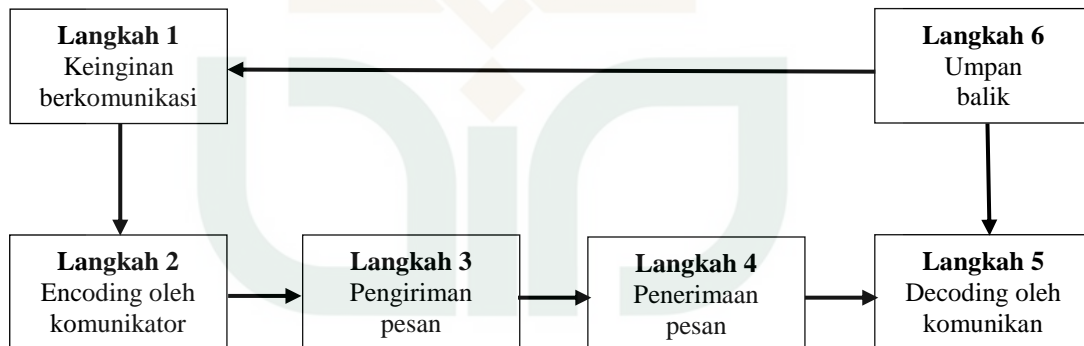 Langkah 1
Keinginan
berkomunikasi
Langkah 6
Umpan
balik
Langkah 2
Encoding oleh
komunikator
Langkah 3
Pengiriman
pesan
Langkah 4
Penerimaan
pesan
Langkah 5
Decoding oleh
komunikan